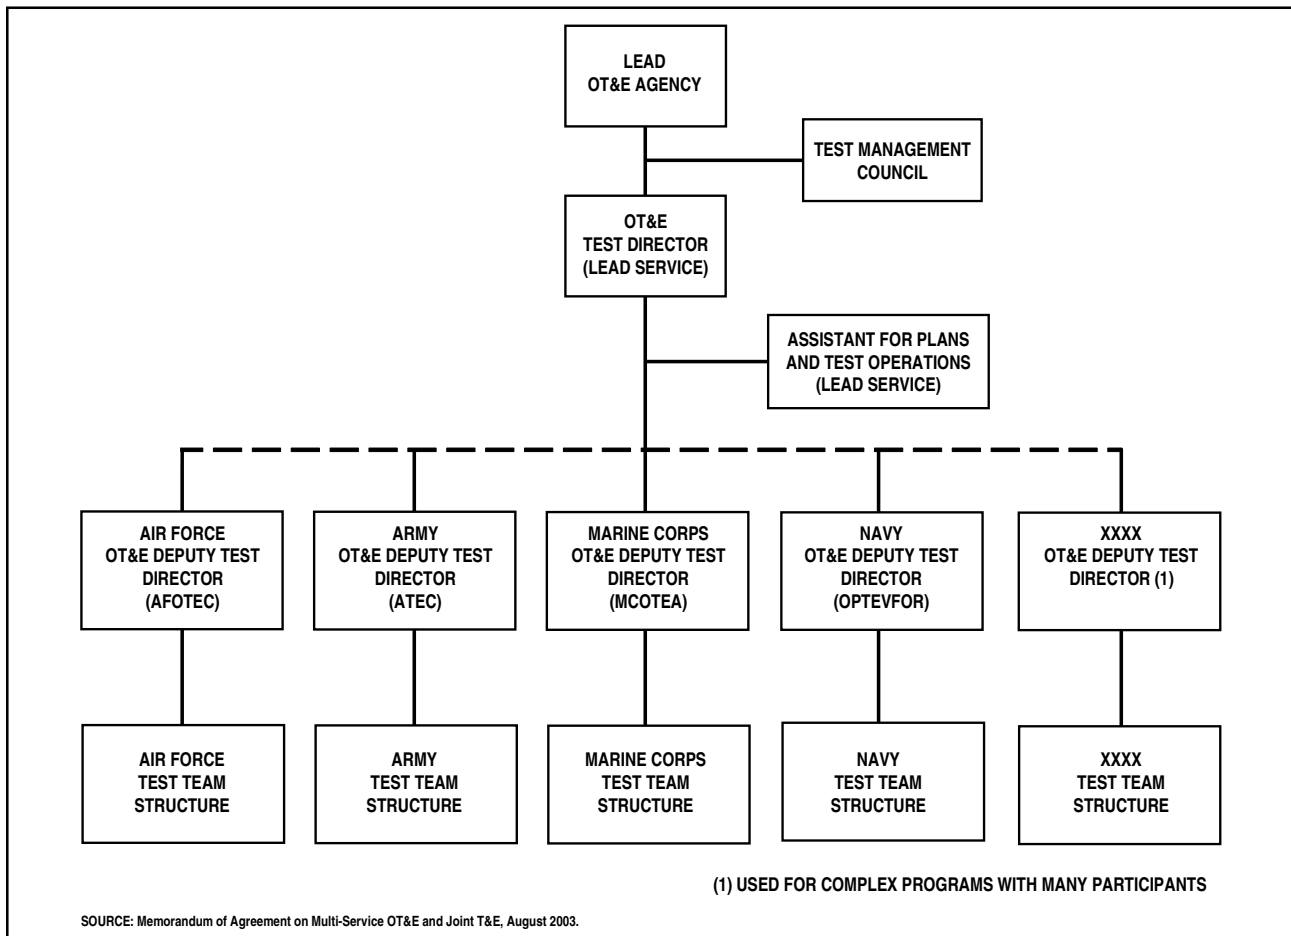 LEAD
OT&E AGENCY
TEST MANAGEMENT
COUNCIL
OT&E
TEST DIRECTOR
(LEAD SERVICE)
ASSISTANT FOR PLANS
AND TEST OPERATIONS
(LEAD SERVICE)
AIR FORCE
OT&E DEPUTY TEST
DIRECTOR
(AFOTEC)
ARMY
OT&E DEPUTY TEST
DIRECTOR
(ATEC)
MARINE CORPS
OT&E DEPUTY TEST
DIRECTOR
(MCOTEA)
NAVY
OT&E DEPUTY TEST
DIRECTOR
(OPTEVFOR)
XXXX
OT&E DEPUTY TEST
DIRECTOR (1)
AIR FORCE
TEST TEAM
STRUCTURE
ARMY
TEST TEAM
STRUCTURE
MARINE CORPS
TEST TEAM
STRUCTURE
NAVY
TEST TEAM
STRUCTURE
XXXX
TEST TEAM
STRUCTURE
(1) USED FOR COMPLEX PROGRAMS WITH MANY PARTICIPANTS
SOURCE: Memorandum of Agreement on Multi-Service OT&E and Joint T&E, August 2003.